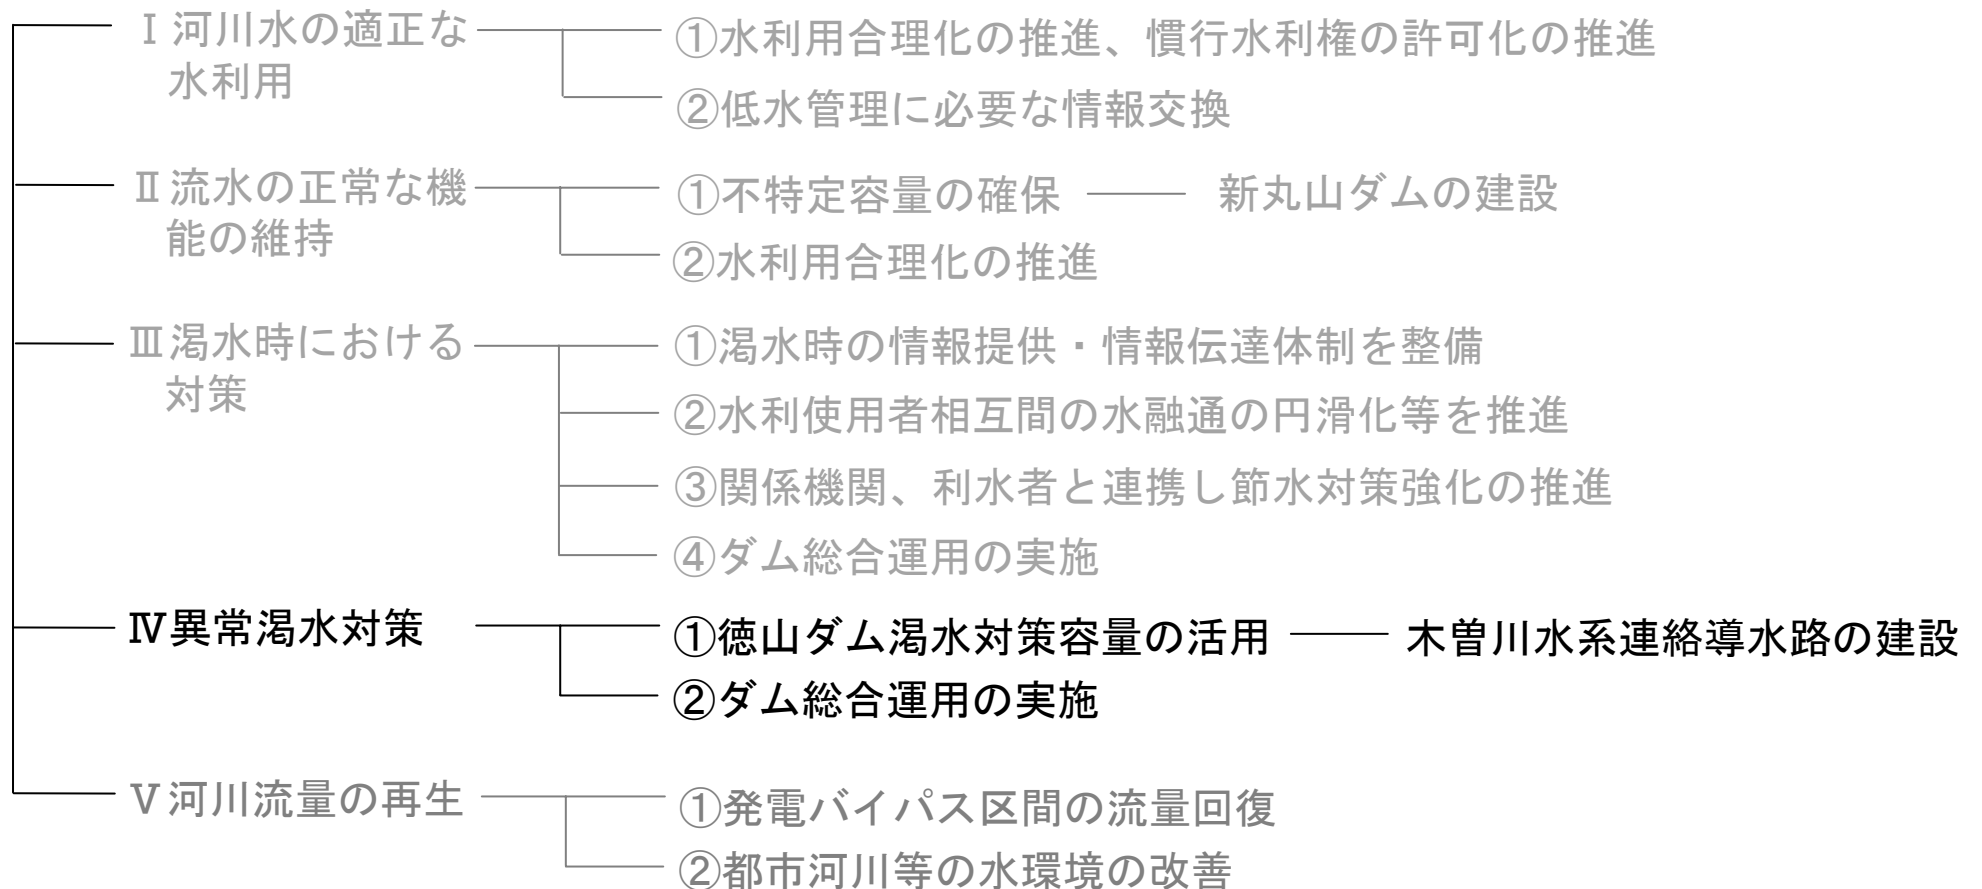 Ⅰ河川水の適正な
水利用
①水利用合理化の推進、慣行水利権の許可化の推進
②低水管理に必要な情報交換
Ⅱ流水の正常な機
能の維持
①不特定容量の確保 新丸山ダムの建設
②水利用合理化の推進
Ⅲ渇水時における
対策
①渇水時の情報提供・情報伝達体制を整備
②水利使用者相互間の水融通の円滑化等を推進
③関係機関、利水者と連携し節水対策強化の推進
④ダム総合運用の実施
Ⅳ異常渇水対策
①徳山ダム渇水対策容量の活用 木曽川水系連絡導水路の建設
②ダム総合運用の実施
Ⅴ河川流量の再生
①発電バイパス区間の流量回復
②都市河川等の水環境の改善